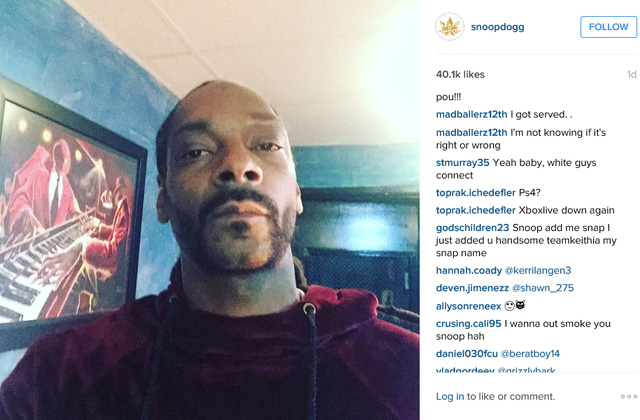 snoopdogg
FOLLOW
40.1k likes
1d
pou!!!
madballerz12th I got served. .
madballerz12th I'm not knowing if it's
right or wrong
stmurray35 Yeah baby, white guys
connect
toprak.ichedefler Ps4?
toprak.ichedefler Xboxlive down again
godschildren23 Snoop add me snap I
just added u handsome teamkeithia my
snap name
hannah.coady @kerrilangen3
deven.jimenezz @shawn_275
allysonreneex 🙄😈
crusing.cali95 I wanna out smoke you
snoop hah
daniel030fcu @beratboy14
vladgordeev @grizzlybark
Log in to like or comment.